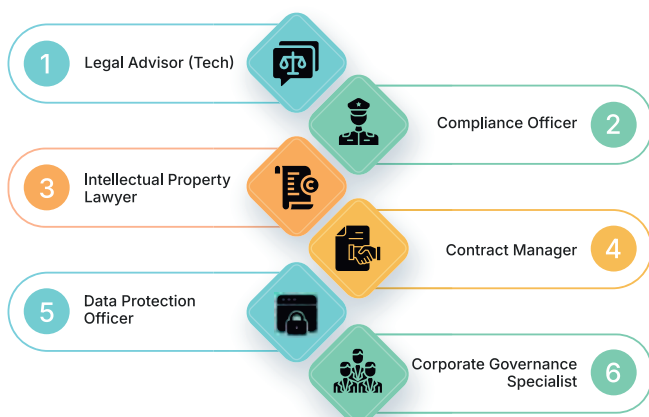 1
Legal Advisor (Tech)
Compliance Officer
2
3
Intellectual Property
Lawyer
Contract Manager
4
5
Data Protection
Officer
Corporate Governance
Specialist
6